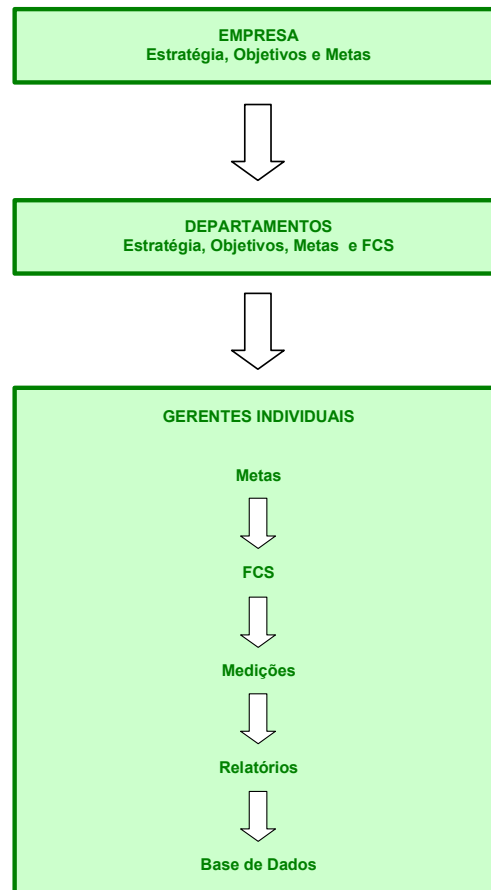 EMPRESA
Estratégia, Objetivos e Metas
DEPARTAMENTOS
Estratégia, Objetivos, Metas e FCS
GERENTES INDIVIDUAIS
Metas
FCS
Medições
Relatórios
Base de Dados